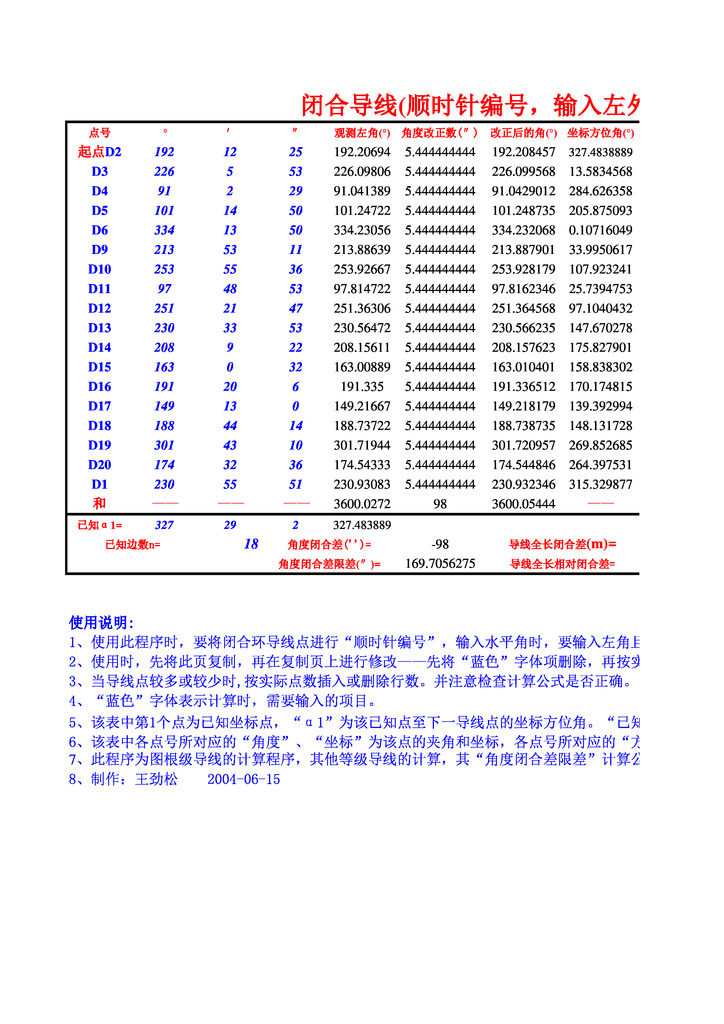 闭合导线(顺时针编号，输入左外
点号 ° ′ ″ 观测左角(°) 角度改正数(″) 改正后的角(°) 坐标方位角(°)
起点D2 192 12 25 192.20694 5.444444444 192.208457 327.4838889
D3 226 5 53 226.09806 5.444444444 226.099568 13.5834568
D4 91 2 29 91.041389 5.444444444 91.0429012 284.626358
D5 101 14 50 101.24722 5.444444444 101.248735 205.875093
D6 334 13 50 334.23056 5.444444444 334.232068 0.10716049
D9 213 53 11 213.88639 5.444444444 213.887901 33.9950617
D10 253 55 36 253.92667 5.444444444 253.928179 107.923241
D11 97 48 53 97.814722 5.444444444 97.8162346 25.7394753
D12 251 21 47 251.36306 5.444444444 251.364568 97.1040432
D13 230 33 53 230.56472 5.444444444 230.566235 147.670278
D14 208 9 22 208.15611 5.444444444 208.157623 175.827901
D15 163 0 32 163.00889 5.444444444 163.010401 158.838302
D16 191 20 6 191.335 5.444444444 191.336512 170.174815
D17 149 13 0 149.21667 5.444444444 149.218179 139.392994
D18 188 44 14 188.73722 5.444444444 188.738735 148.131728
D19 301 43 10 301.71944 5.444444444 301.720957 269.852685
D20 174 32 36 174.54333 5.444444444 174.544846 264.397531
D1 230 55 51 230.93083 5.444444444 230.932346 315.329877
和 —— —— —— 3600.0272 98 3600.05444 ——
已知α1= 327 29 2 327.483889
已知边数n= 18 角度闭合差('')= -98 导线全长闭合差(m)=
角度闭合差限差(″)= 169.7056275 导线全长相对闭合差=
使用说明:
1、使用此程序时，要将闭合环导线点进行“顺时针编号”，输入水平角时，要输入左角且
2、使用时，先将此页复制，再在复制页上进行修改——先将“蓝色”字体项删除，再按实
3、当导线点较多或较少时,按实际点数插入或删除行数。并注意检查计算公式是否正确。
4、“蓝色”字体表示计算时，需要输入的项目。
5、该表中第1个点为已知坐标点，“α1”为该已知点至下一导线点的坐标方位角。“已知
6、该表中各点号所对应的“角度”、“坐标”为该点的夹角和坐标，各点号所对应的“方
7、此程序为图根级导线的计算程序，其他等级导线的计算，其“角度闭合差限差”计算公
8、制作：王劲松 2004-06-15